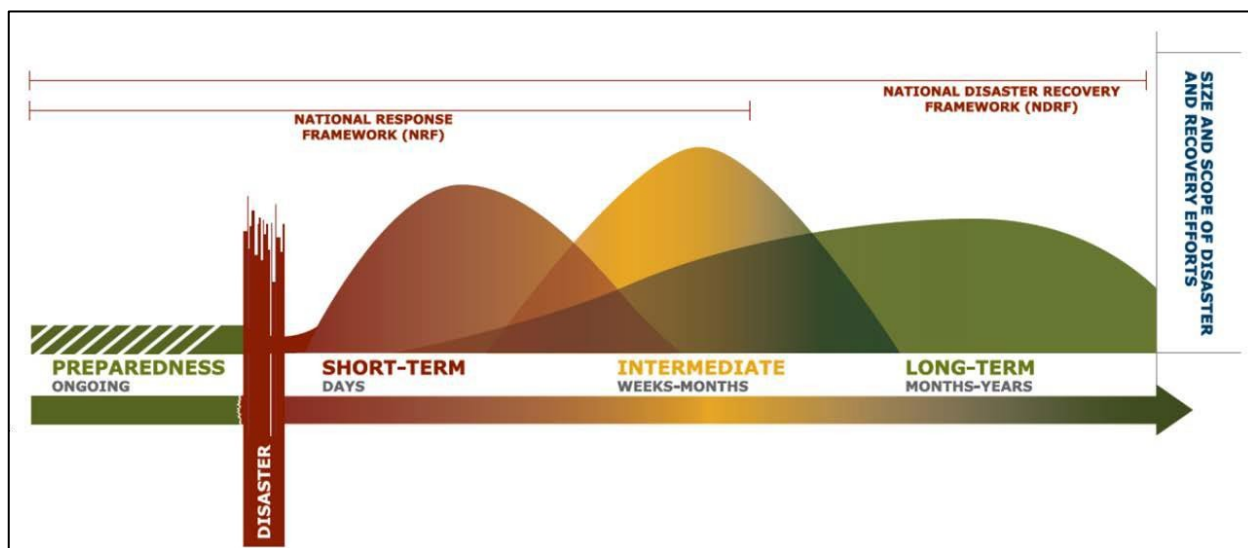 NATIONAL DISASTER RECOVERY
FRAMEWORK (NDRF)
NATIONAL RESPONSE
FRAMEWORK (NRF)
SIZE AND SCOPE OF DISASTER
AND RECOVERY EFFORTS
PREPAREDNESS
ONGOING
SHORT-TERM
DAYS
INTERMEDIATE
WEEKS-MONTHS
LONG-TERM
MONTHS-YEARS
DISASTER